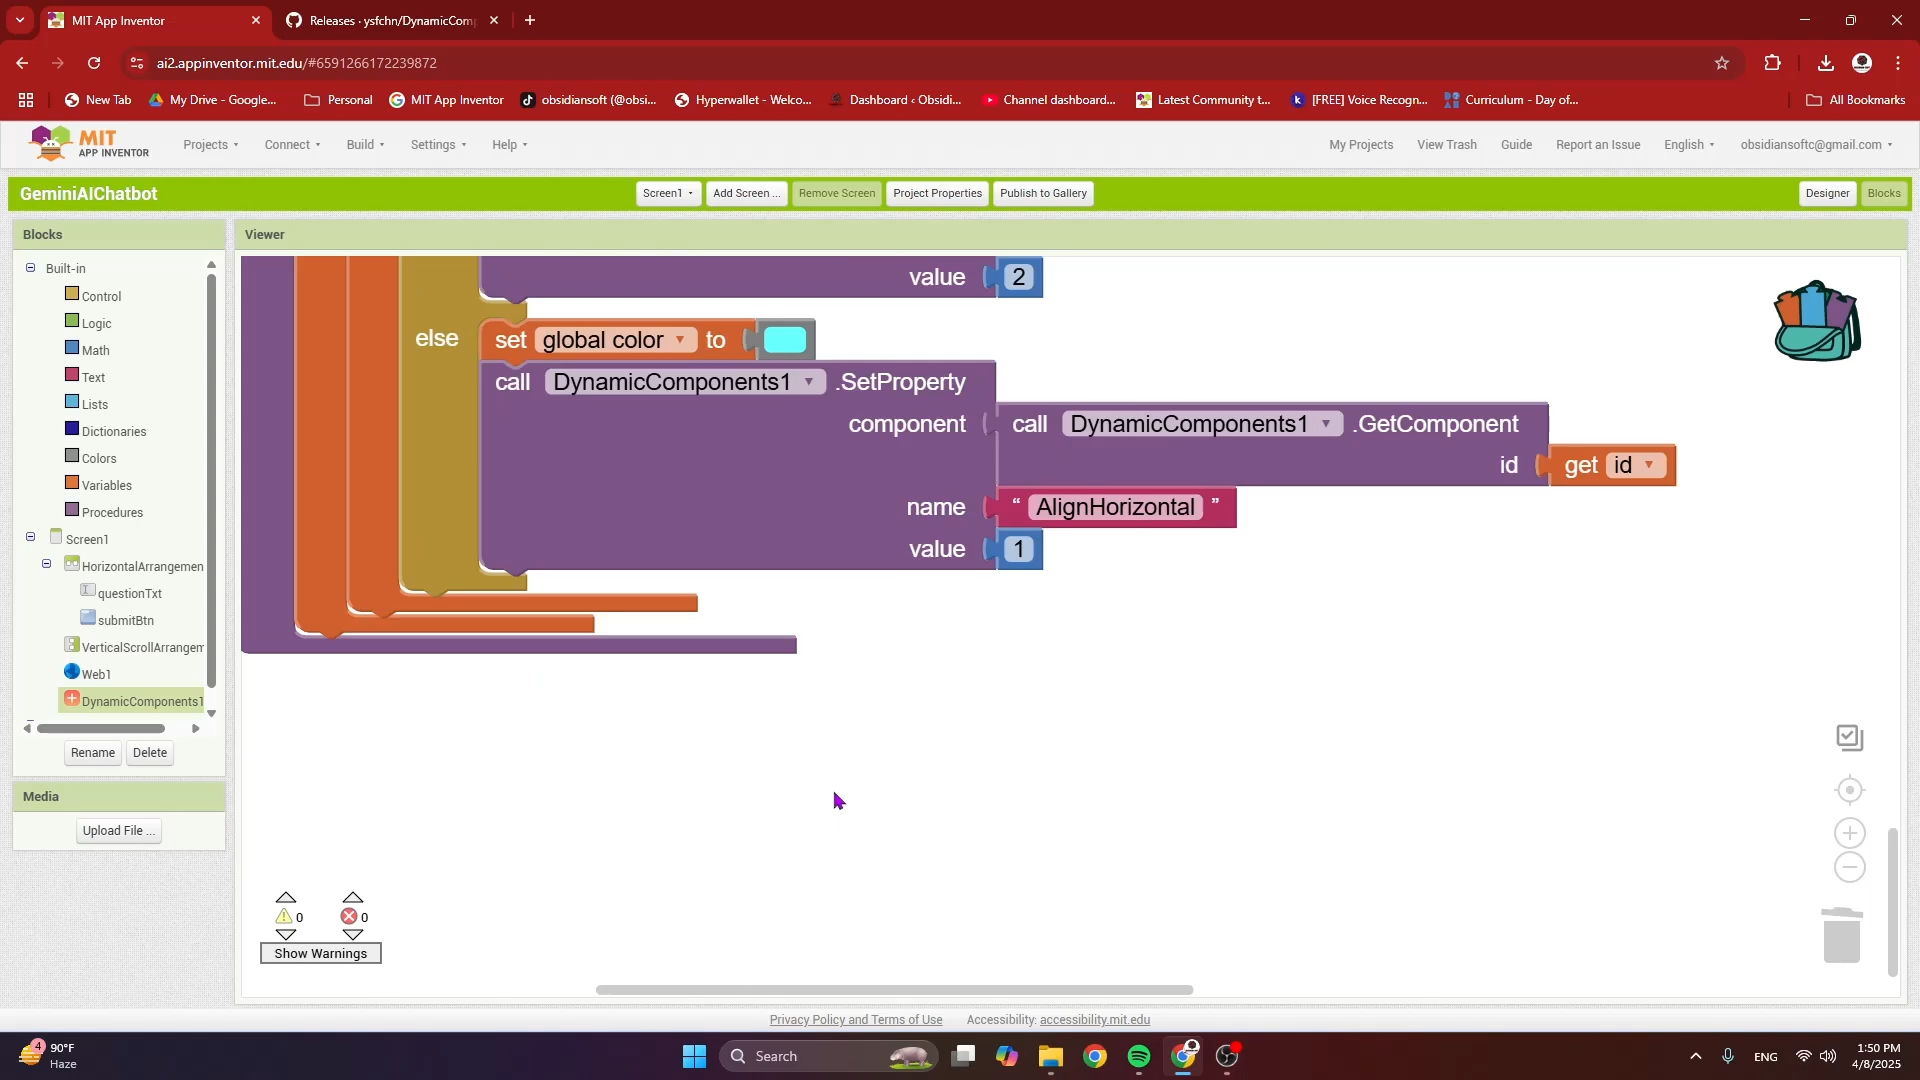 MIT App Inventor
Releases · ysfchn/DynamicCom
ai2.appinventor.mit.edu/#6591266172239872
New Tab
My Drive - Google...
Personal
MIT App Inventor
obsidiansoft (@obsi...
Hyperwallet - Welco...
Dashboard ‹ Obsidi...
Channel dashboard...
Latest Community t...
[FREE] Voice Recogn...
Curriculum - Day of...
All Bookmarks
MIT
APP INVENTOR
Projects
Connect
Build
Settings
Help
My Projects
View Trash
Guide
Report an Issue
English
obsidiansoftc@gmail.com
GeminiAIChatbot
Screen1
Add Screen ...
Remove Screen
Project Properties
Publish to Gallery
Designer
Blocks
Blocks
Viewer
Built-in
Control
Logic
Math
Text
Lists
Dictionaries
Colors
Variables
Procedures
Screen1
HorizontalArrangemen
questionTxt
submitBtn
VerticalScrollArrangem
Web1
DynamicComponents1
Rename
Delete
Media
Upload File ...
value 2
else set global color to
call DynamicComponents1 .SetProperty
component call DynamicComponents1 .GetComponent
id get id
name “ AlignHorizontal ”
value 1
0
0
Show Warnings
Privacy Policy and Terms of Use
Accessibility: accessibility.mit.edu
4
90°F
Haze
Search
ENG
1:50 PM
4/8/2025